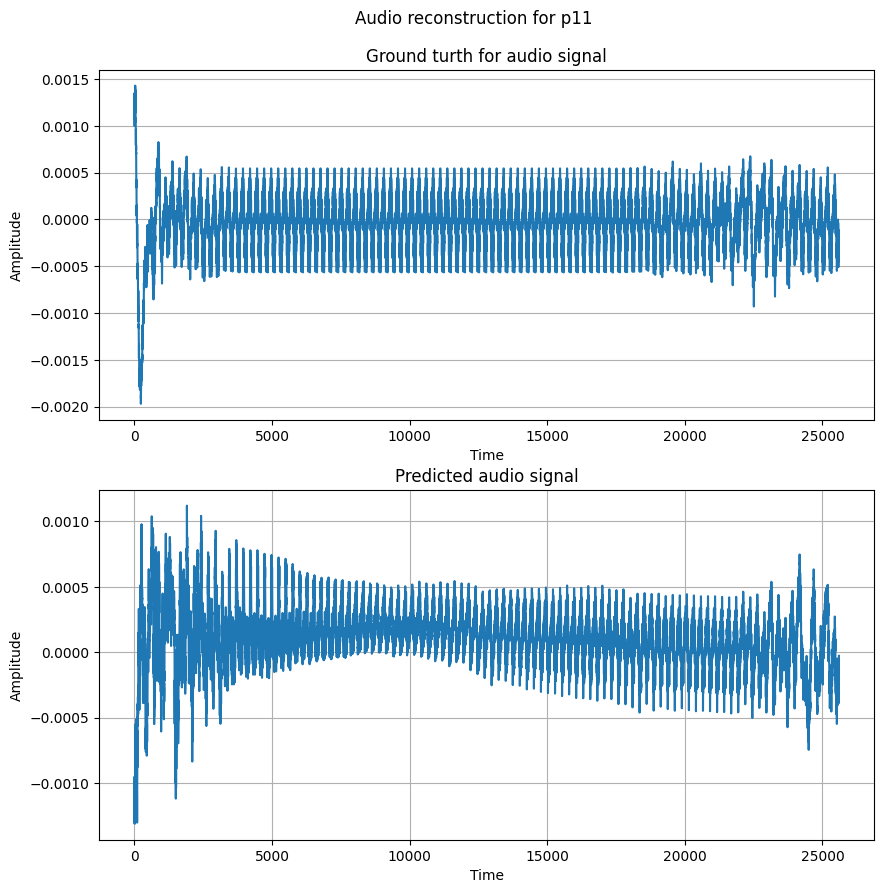 Audio reconstruction for p11
Ground turth for audio signal
0.0015
0.0010
0.0005
0.0000
−0.0005
−0.0010
−0.0015
−0.0020
Amplitude
0 5000 10000 15000 20000 25000
Time
Predicted audio signal
0.0010
0.0005
0.0000
−0.0005
−0.0010
Amplitude
0 5000 10000 15000 20000 25000
Time